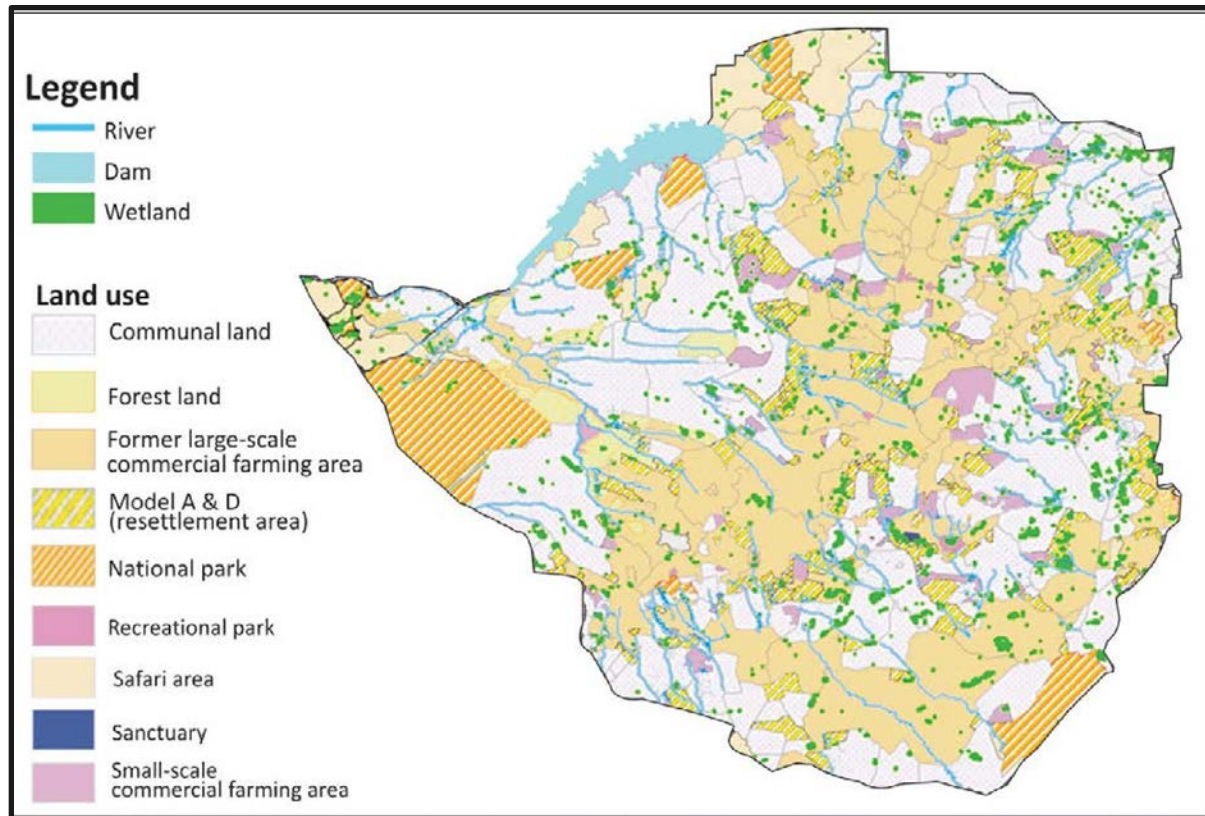 Legend
River
Dam
Wetland
Land use
Communal land
Forest land
Former large-scale
commercial farming area
Model A & D
(resettlement area)
National park
Recreational park
Safari area
Sanctuary
Small-scale
commercial farming area